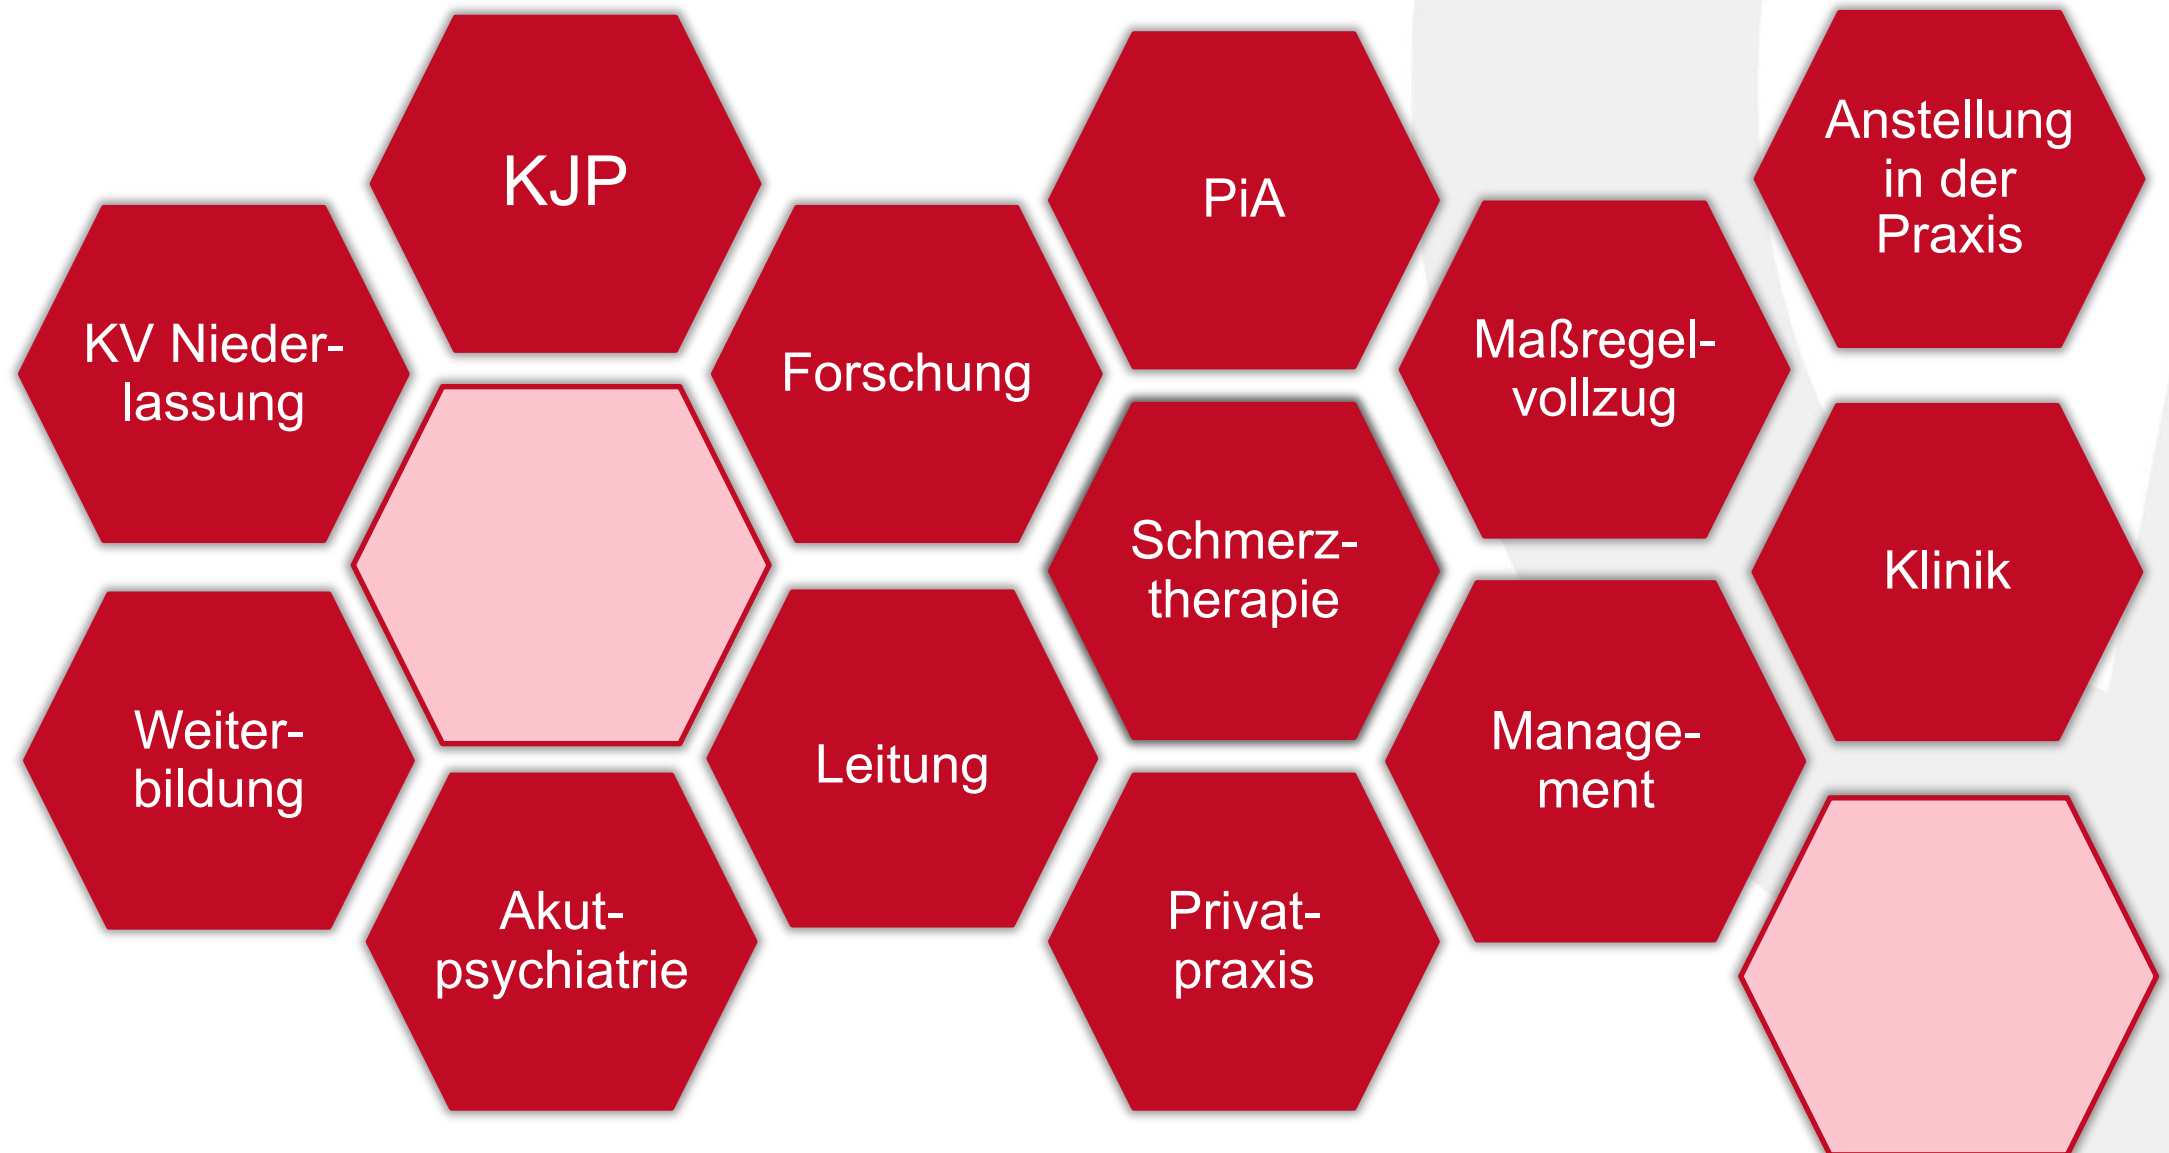 KJP
PiA
Anstellung
in der
Praxis
KV Nieder-
lassung
Forschung
Maßregel-
vollzug
Schmerz-
therapie
Klinik
Weiter-
bildung
Leitung
Manage-
ment
Akut-
psychiatrie
Privat-
praxis